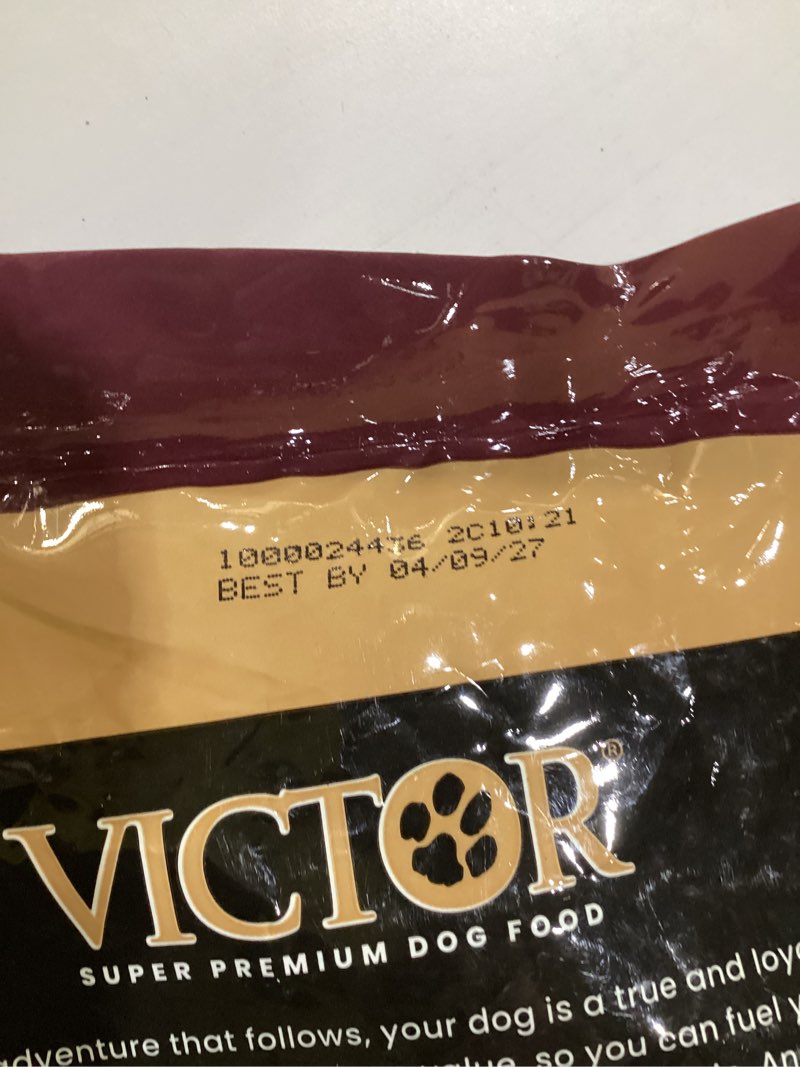 2C10:21
BEST BY 04/09/27
VICTOR®
SUPER PREMIUM DOG FOOD
adventure that follows, your dog is a true and
so you can fuel